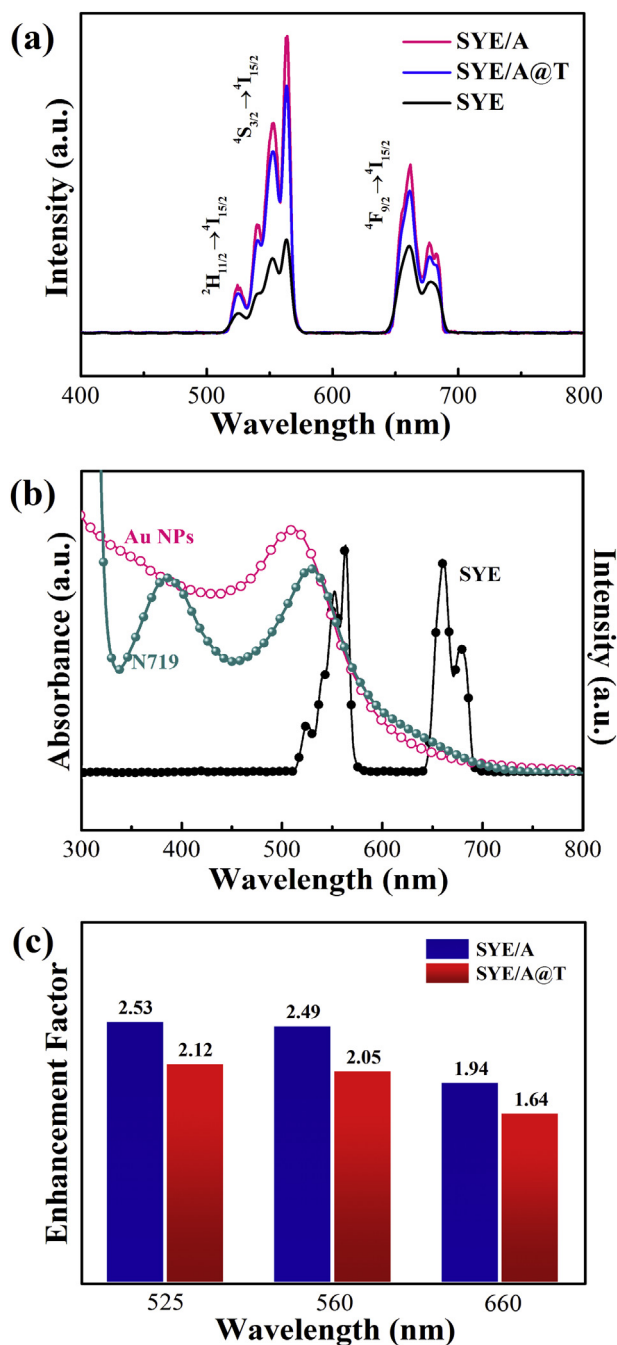 (a)
SYE/A
SYE/A@T
SYE
²H₁₁/₂→⁴I₁₅/₂
⁴S₃/₂→⁴I₁₅/₂
⁴F₉/₂→⁴I₁₅/₂
Intensity (a.u.)
400 500 600 700 800
Wavelength (nm)
(b)
Au NPs
SYE
N719
Absorbance (a.u.)
Intensity (a.u.)
300 400 500 600 700 800
Wavelength (nm)
(c)
SYE/A
SYE/A@T
2.53
2.12
2.49
2.05
1.94
1.64
Enhancement Factor
525 560 660
Wavelength (nm)